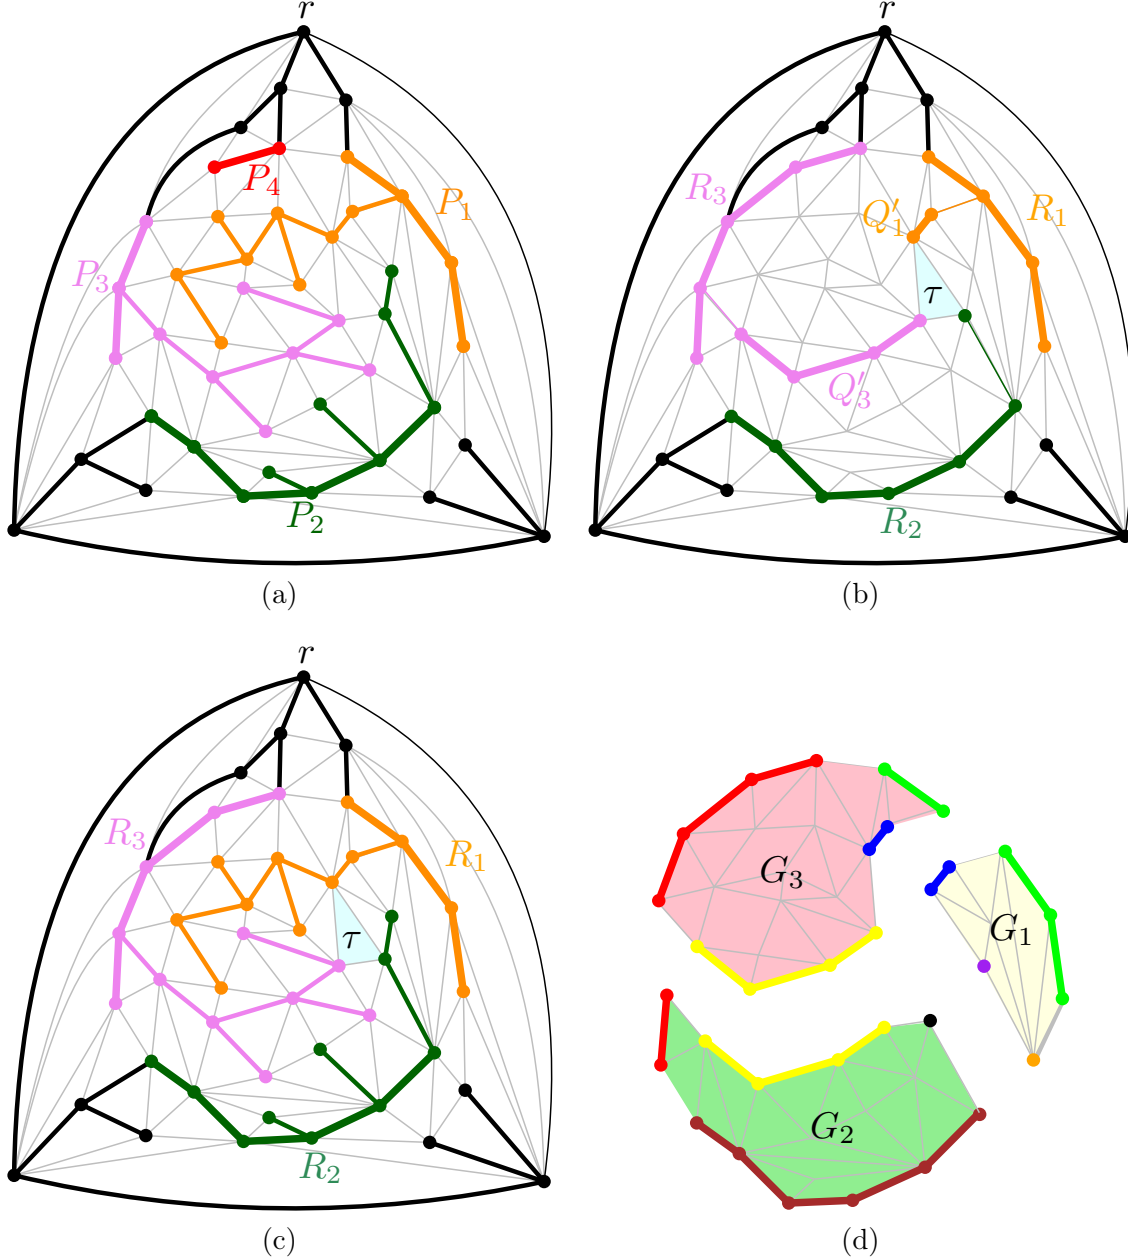 r
P₄
P₁
P₃
P₂
(a)
r
R₃
Q′₁
R₁
τ
Q′₃
R₂
(b)
r
R₃
R₁
τ
R₂
(c)
G₃
G₁
G₂
(d)